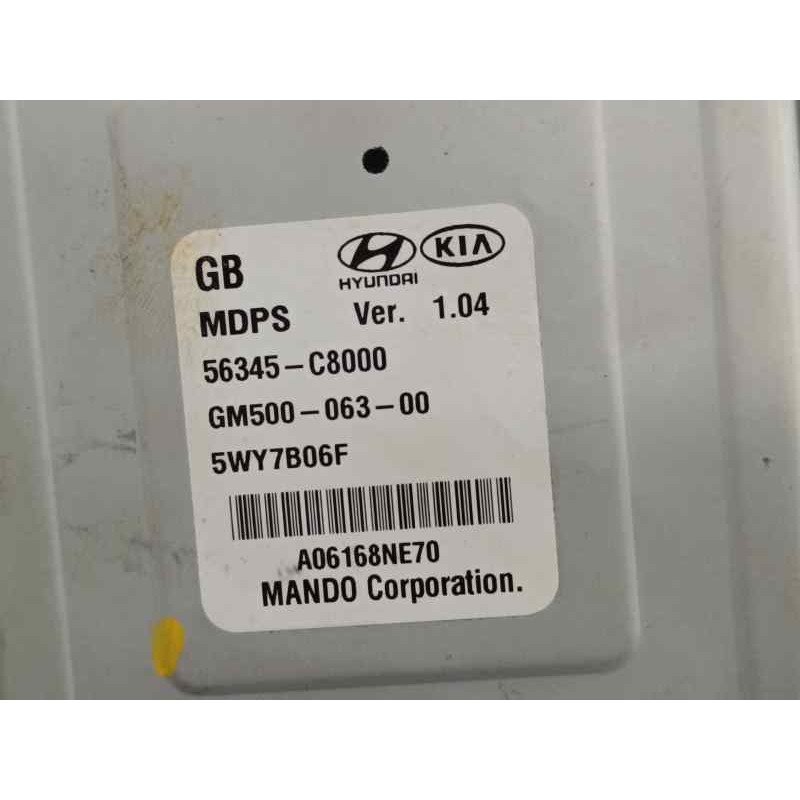 GB HYUNDAI KIA
MDPS Ver. 1.04
56345-C8000
GM500-063-00
5WY7B06F
A06168NE70
MANDO Corporation.